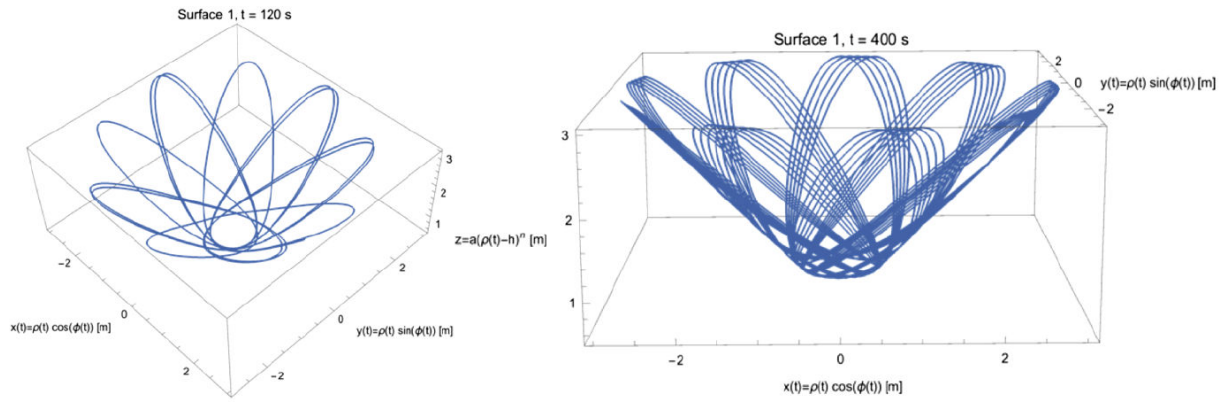 Surface 1, t = 120 s
3
2
1
z=a(ρ(t)−h)ⁿ [m]
2
0
−2
y(t)=ρ(t) sin(ϕ(t)) [m]
−2
0
2
x(t)=ρ(t) cos(ϕ(t)) [m]
Surface 1, t = 400 s
2
0
−2
y(t)=ρ(t) sin(ϕ(t)) [m]
3
2
1
−2
0
2
x(t)=ρ(t) cos(ϕ(t)) [m]